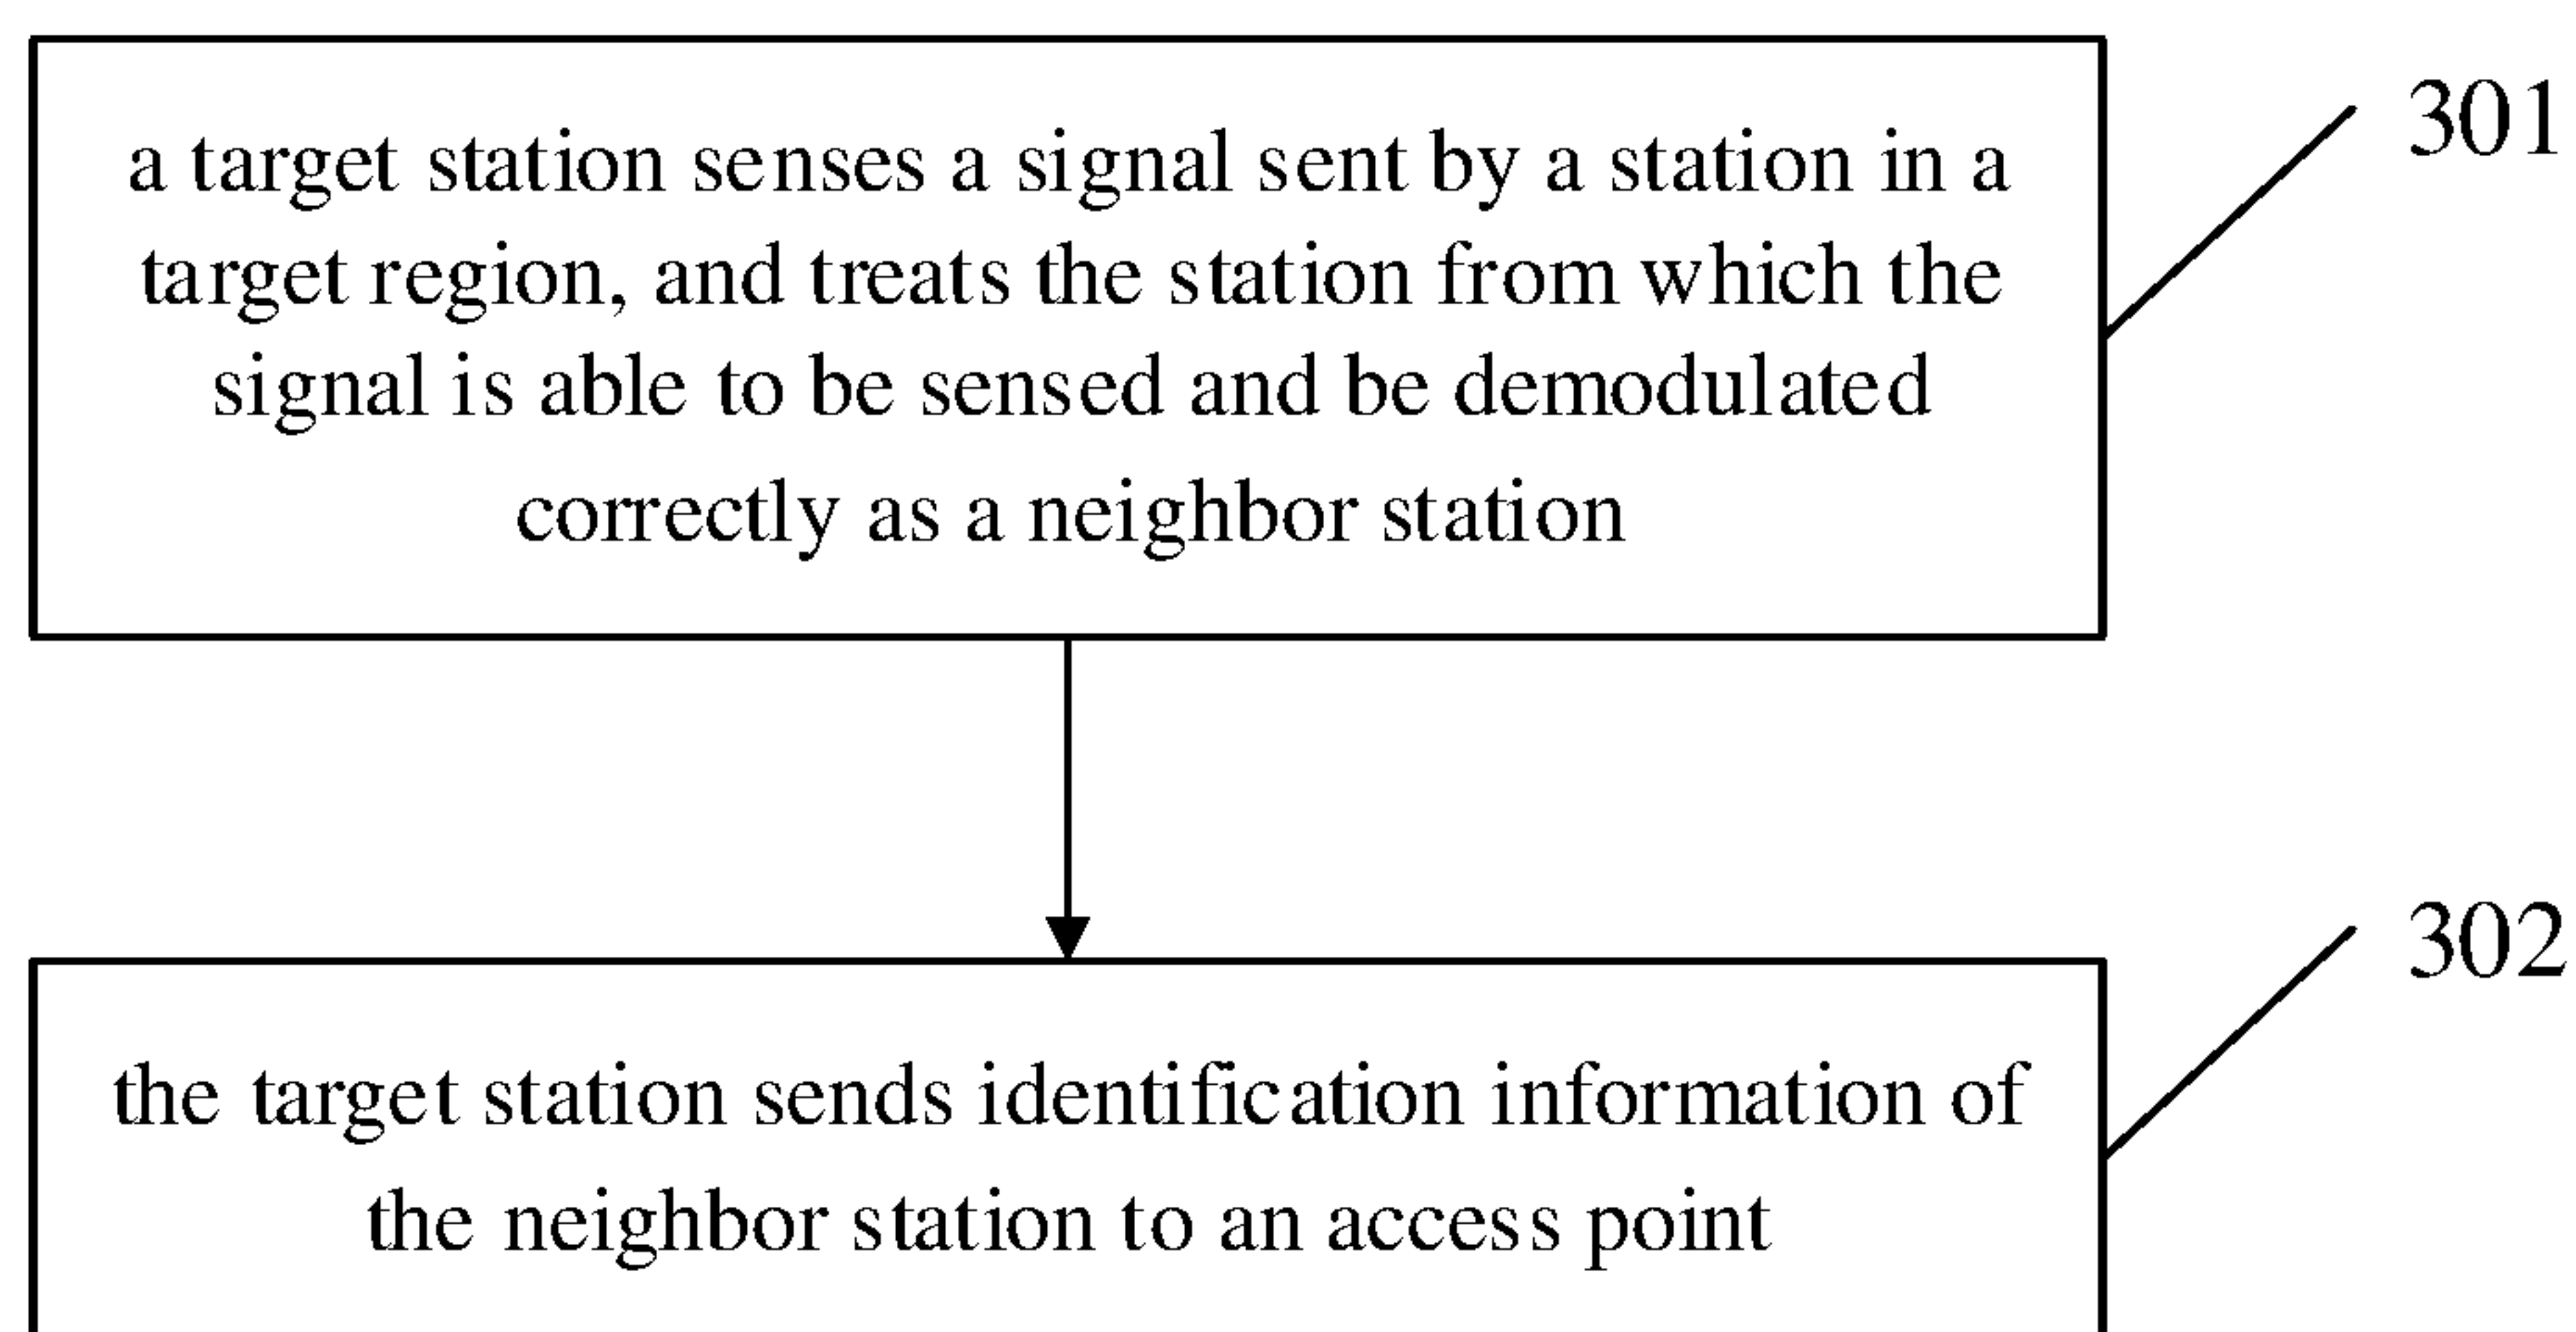 a target station senses a signal sent by a station in a
target region, and treats the station from which the
signal is able to be sensed and be demodulated
correctly as a neighbor station
301
the target station sends identification information of
the neighbor station to an access point
302